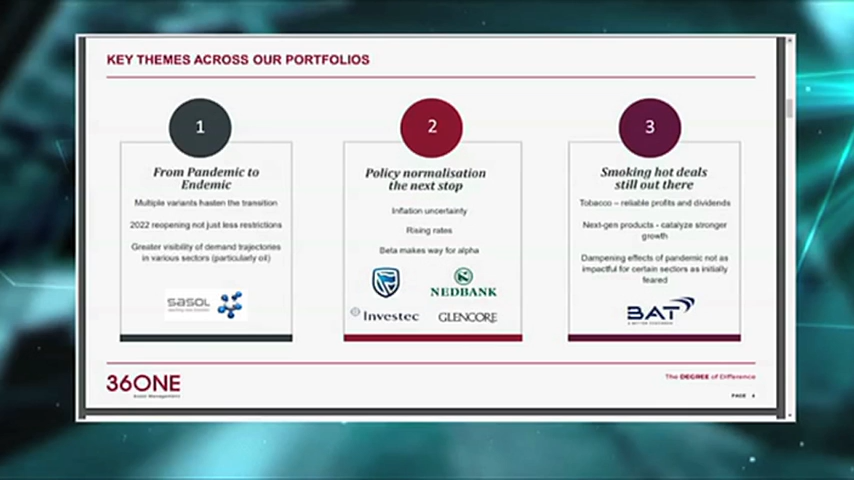 KEY THEMES ACROSS OUR PORTFOLIOS
1
From Pandemic to
Endemic
Multiple variants hasten the transition
2022 reopening not just less restrictions
Greater visibility of demand trajectories
in various sectors (particularly oil)
sasol
2
Policy normalisation
the next stop
Inflation uncertainty
Rising rates
Beta makes way for alpha
NEDBANK
Investec
GLENCORE
3
Smoking hot deals
still out there
Tobacco – reliable profits and dividends
Next-gen products - catalyze stronger
growth
Dampening effects of pandemic not as
impactful for certain sectors as initially
feared
BAT
36ONE
Asset Management
The DEGREE of Difference
PAGE 4